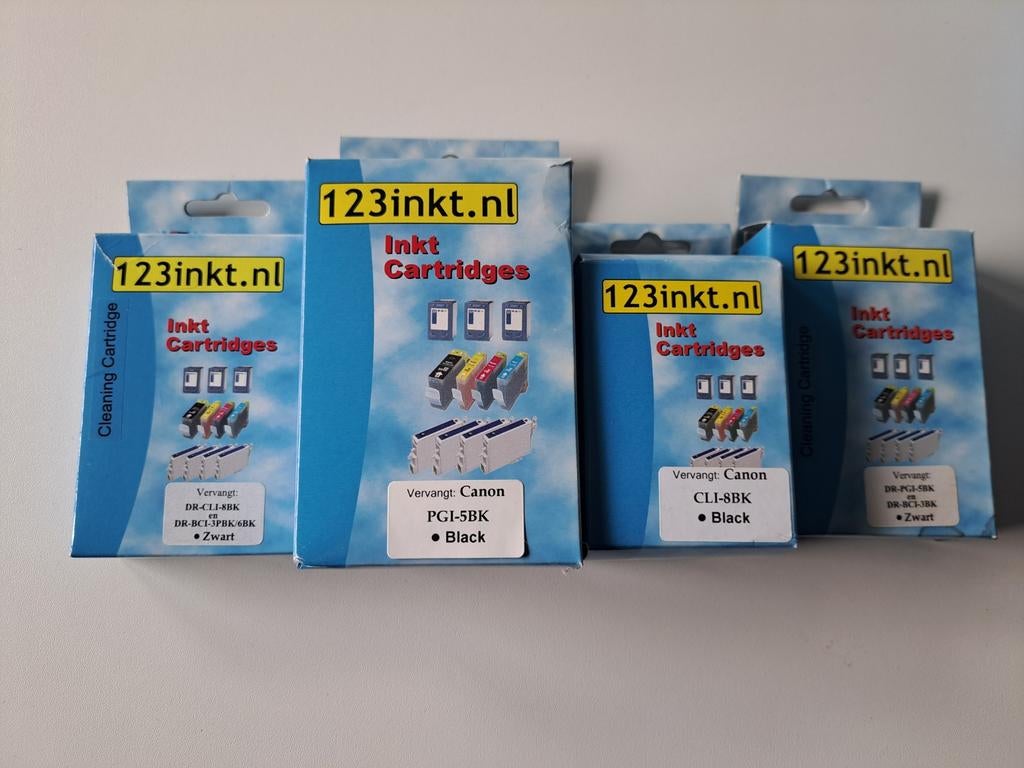 123inkt.nl
Inkt
Cartridges
Cleaning Cartridge
Vervangt:
DR-CLI-8BK
en
DR-BCI-3PBK/6BK
● Zwart
123inkt.nl
Inkt
Cartridges
Vervangt: Canon
PGI-5BK
● Black
123inkt.nl
Inkt
Cartridges
Vervangt: Canon
CLI-8BK
● Black
123inkt.nl
Inkt
Cartridges
Cleaning Cartridge
Vervangt:
DR-PGI-5BK
en
DR-BCI-3BK
● Zwart